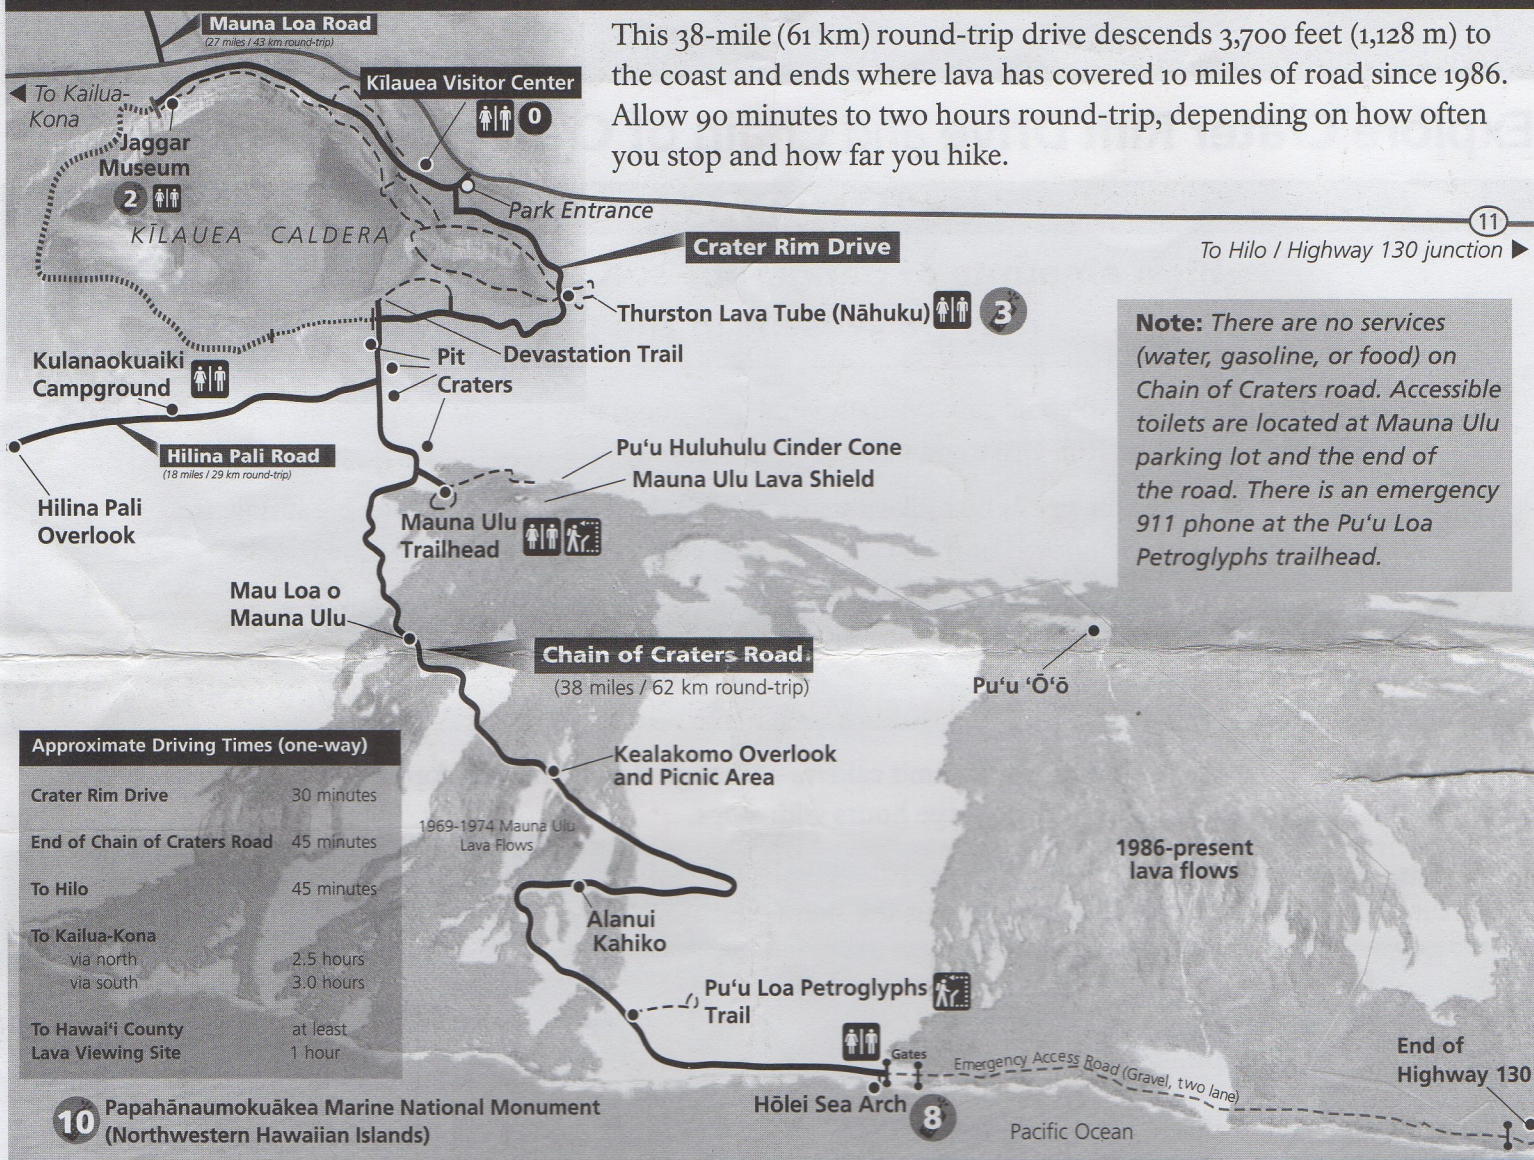 Mauna Loa Road
(27 miles / 43 km round-trip)
This 38-mile (61 km) round-trip drive descends 3,700 feet (1,128 m) to
the coast and ends where lava has covered 10 miles of road since 1986.
Allow 90 minutes to two hours round-trip, depending on how often
you stop and how far you hike.
To Kailua-
Kona
Kīlauea Visitor Center
0
Jaggar
Museum
2
KĪLAUEA CALDERA
Park Entrance
11
To Hilo / Highway 130 junction
Crater Rim Drive
Thurston Lava Tube (Nāhuku)
3
Devastation Trail
Pit
Craters
Kulanaokuaiki
Campground
Hilina Pali Road
(18 miles / 29 km round-trip)
Hilina Pali
Overlook
Note: There are no services
(water, gasoline, or food) on
Chain of Craters road. Accessible
toilets are located at Mauna Ulu
parking lot and the end of
the road. There is an emergency
911 phone at the Pu‘u Loa
Petroglyphs trailhead.
Pu‘u Huluhulu Cinder Cone
Mauna Ulu Lava Shield
Mauna Ulu
Trailhead
Mau Loa o
Mauna Ulu
Chain of Craters Road
(38 miles / 62 km round-trip)
Pu‘u ‘Ō‘ō
Approximate Driving Times (one-way)
Crater Rim Drive 30 minutes
End of Chain of Craters Road 45 minutes
To Hilo 45 minutes
To Kailua-Kona
via north 2.5 hours
via south 3.0 hours
To Hawai‘i County at least
Lava Viewing Site 1 hour
Kealakomo Overlook
and Picnic Area
1969-1974 Mauna Ulu
Lava Flows
1986-present
lava flows
Alanui
Kahiko
Pu‘u Loa Petroglyphs
Trail
Gates
Emergency Access Road (Gravel, two lane)
End of
Highway 130
Hōlei Sea Arch
8
Pacific Ocean
10
Papahānaumokuākea Marine National Monument
(Northwestern Hawaiian Islands)